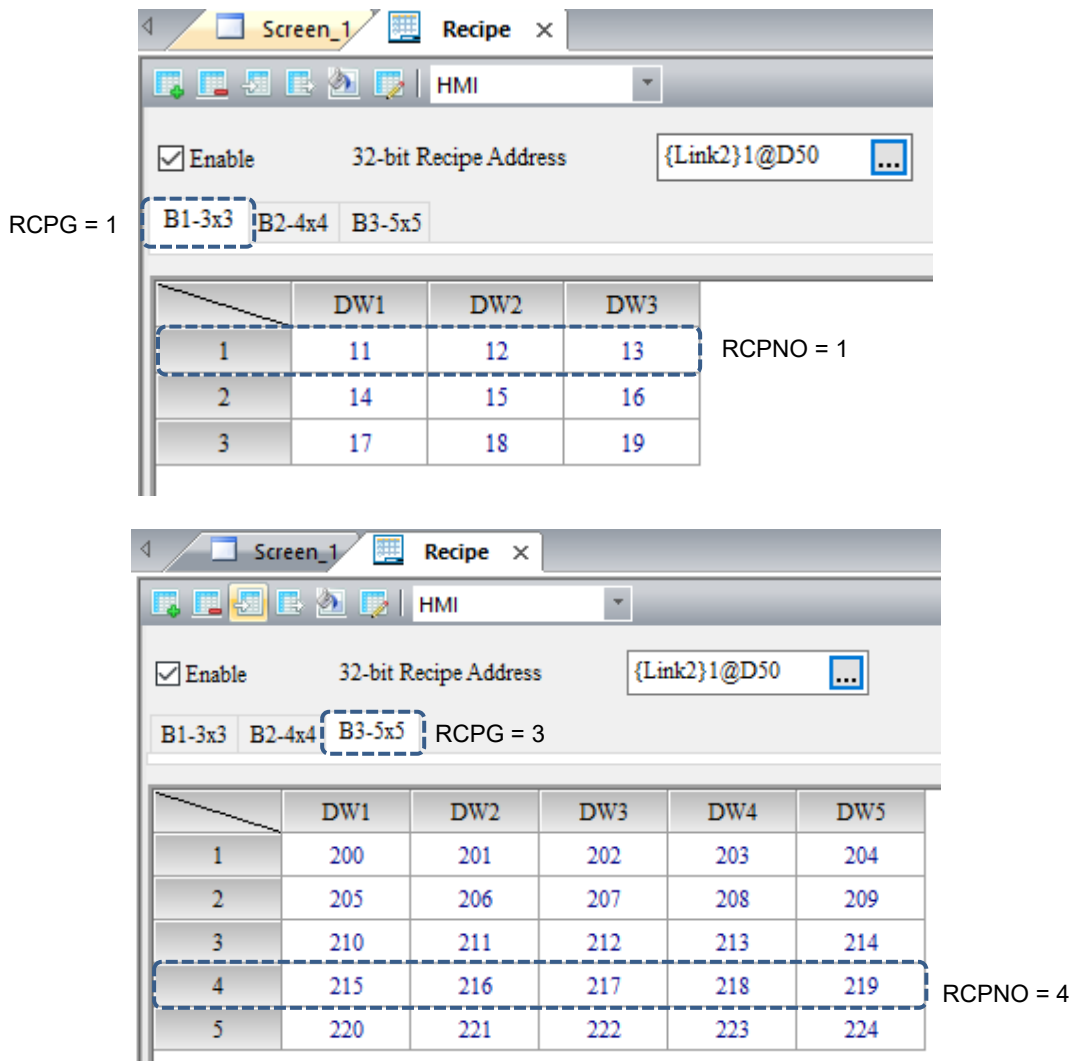 Screen_1 Recipe ×
HMI
Enable 32-bit Recipe Address {Link2}1@D50 ...
RCPG = 1 B1-3x3 B2-4x4 B3-5x5
DW1 DW2 DW3
1 11 12 13 RCPNO = 1
2 14 15 16
3 17 18 19
Screen_1 Recipe ×
HMI
Enable 32-bit Recipe Address {Link2}1@D50 ...
B1-3x3 B2-4x4 B3-5x5 RCPG = 3
DW1 DW2 DW3 DW4 DW5
1 200 201 202 203 204
2 205 206 207 208 209
3 210 211 212 213 214
4 215 216 217 218 219 RCPNO = 4
5 220 221 222 223 224